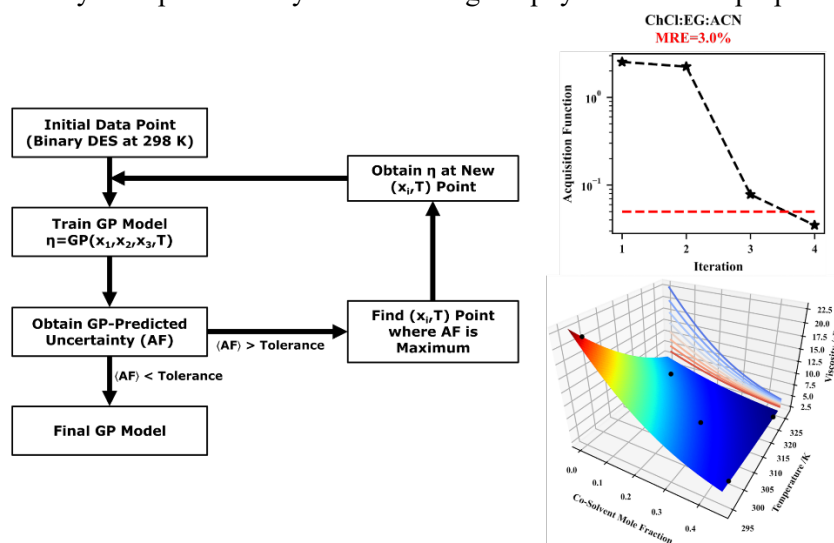 Initial Data Point
(Binary DES at 298 K)
Train GP Model
η=GP(x₁,x₂,x₃,T)
Obtain GP-Predicted
Uncertainty (AF)
⟨AF⟩ > Tolerance
⟨AF⟩ < Tolerance
Final GP Model
Obtain η at New
(xᵢ,T) Point
Find (xᵢ,T) Point
where AF is
Maximum
ChCl:EG:ACN
MRE=3.0%
Acquisition Function
10⁰
10⁻¹
1 2 3 4
Iteration
22.5
20.0
17.5
15.0
12.5
10.0
7.5
5.0
2.5
325
320
315
310
305
300
295
Temperature /K
0.0
0.1
0.2
0.3
0.4
Co-Solvent Mole Fraction